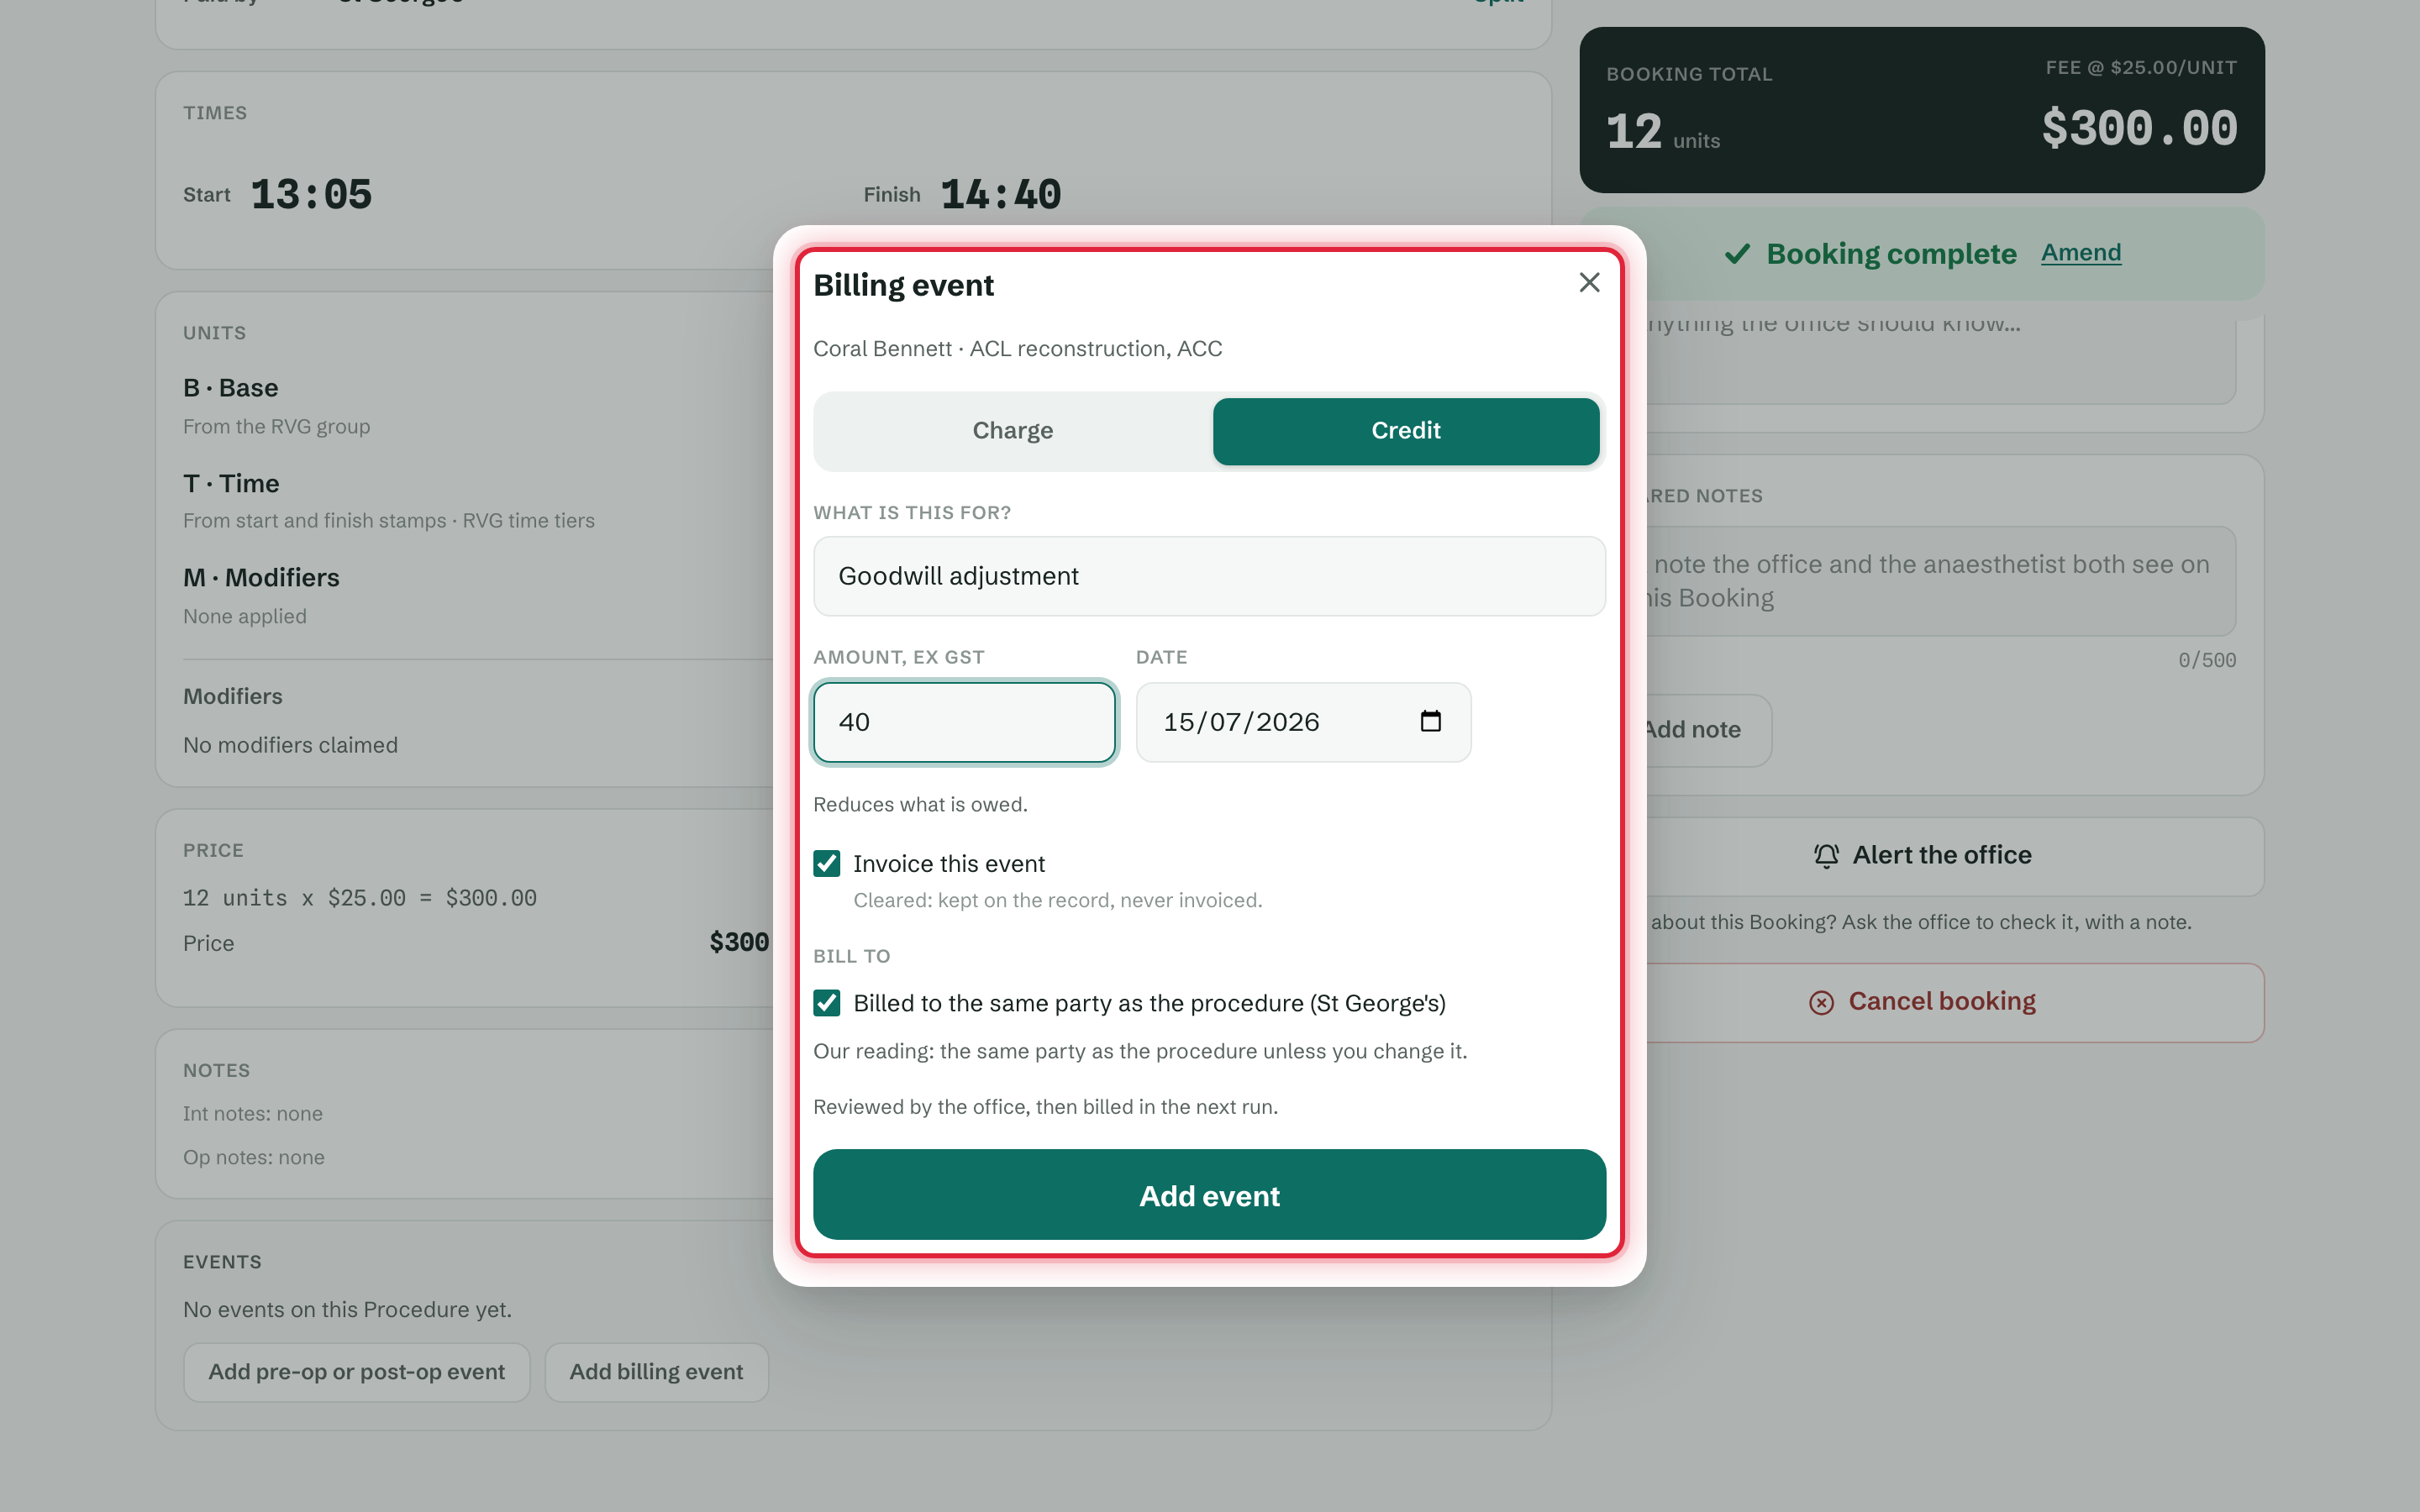 TIMES
Start 13:05
Finish 14:40
UNITS
B · Base
From the RVG group
T · Time
From start and finish stamps · RVG time tiers
M · Modifiers
None applied
Modifiers
No modifiers claimed
PRICE
12 units x $25.00 = $300.00
Price $300
NOTES
Int notes: none
Op notes: none
EVENTS
No events on this Procedure yet.
Add pre-op or post-op event
Add billing event
Billing event
Coral Bennett · ACL reconstruction, ACC
Charge
Credit
WHAT IS THIS FOR?
Goodwill adjustment
AMOUNT, EX GST
DATE
40
15/07/2026
Reduces what is owed.
Invoice this event
Cleared: kept on the record, never invoiced.
BILL TO
Billed to the same party as the procedure (St George's)
Our reading: the same party as the procedure unless you change it.
Reviewed by the office, then billed in the next run.
Add event
BOOKING TOTAL
FEE @ $25.00/UNIT
12 units
$300.00
Booking complete
Amend
the office should know...
NOTES
note the office and the anaesthetist both see on
Booking
0/500
Add note
Alert the office
about this Booking? Ask the office to check it, with a note.
Cancel booking